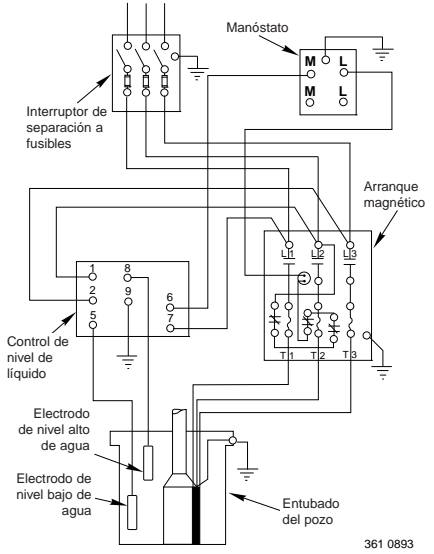 Manóstato
M
L
M
L
Interruptor de
separación a
fusibles
Arranque
magnético
L1
L2
L3
1
8
2
9
6
5
7
Control de
nivel de
líquido
T1
T2
T3
Electrodo
de nivel alto
de agua
Electrodo de
nivel bajo de
agua
Entubado
del pozo
361 0893